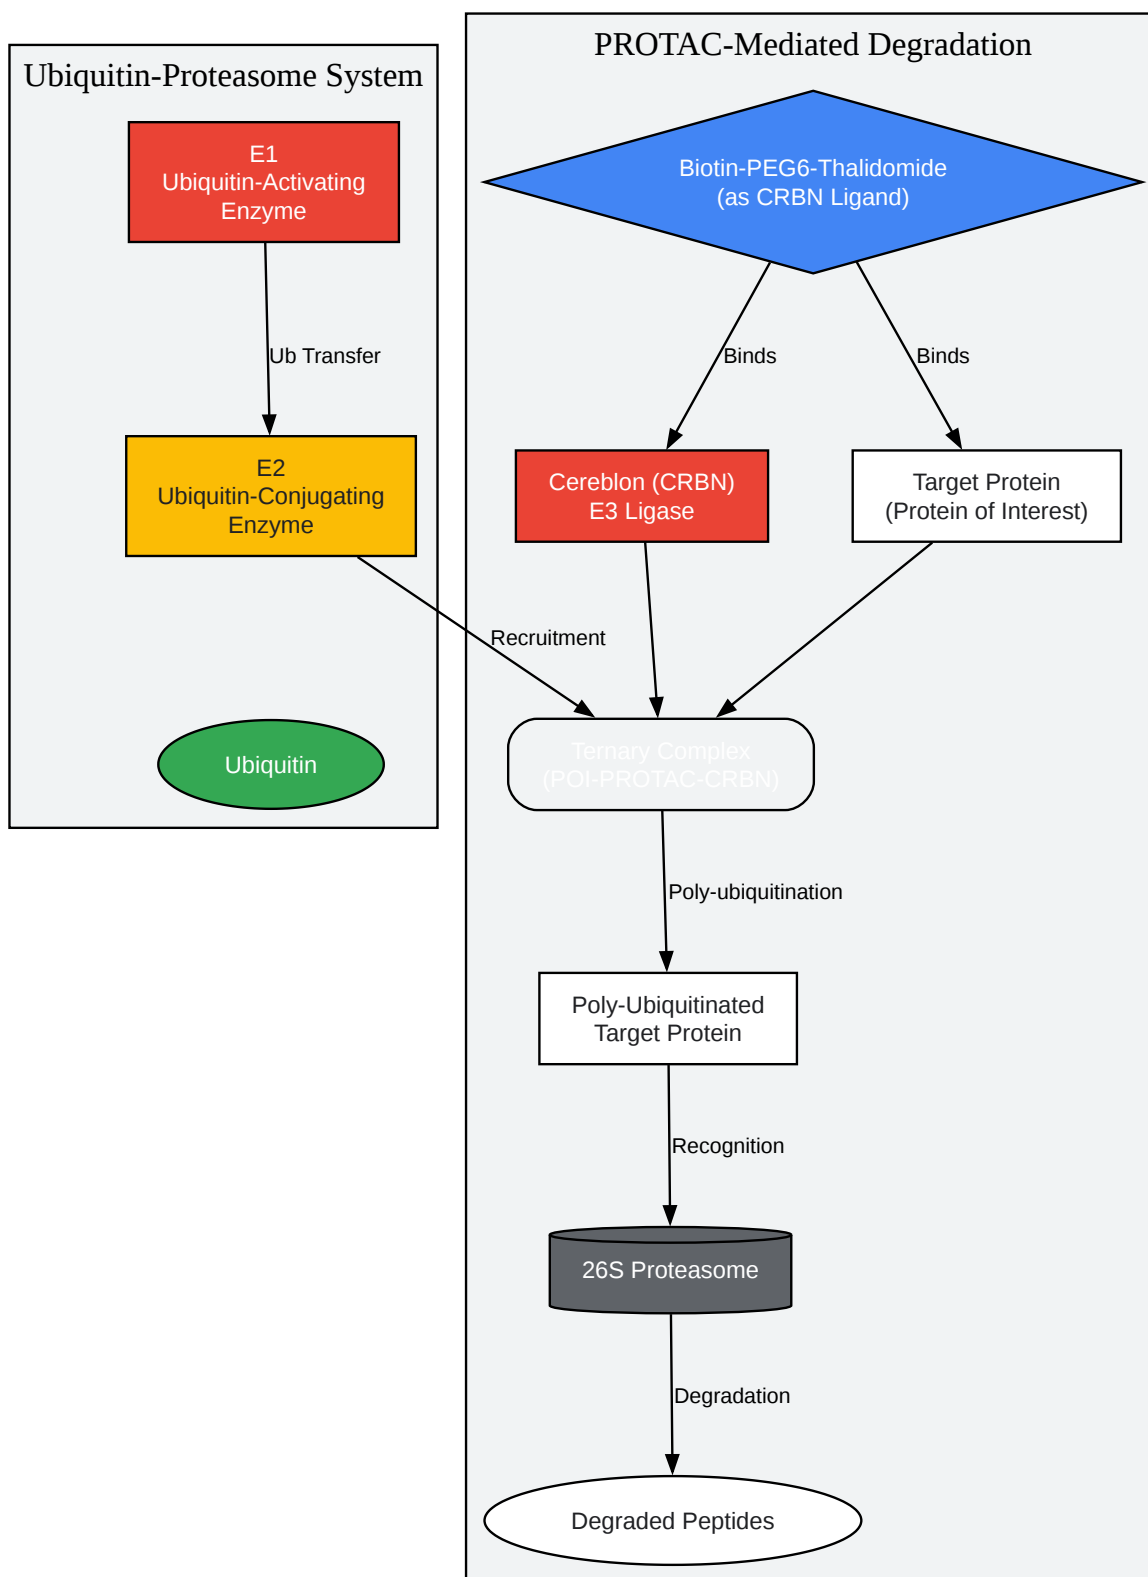 Ubiquitin-Proteasome System
E1
Ubiquitin-Activating
Enzyme
Ub Transfer
E2
Ubiquitin-Conjugating
Enzyme
Ubiquitin
PROTAC-Mediated Degradation
Biotin-PEG6-Thalidomide
(as CRBN Ligand)
Binds
Binds
Cereblon (CRBN)
E3 Ligase
Target Protein
(Protein of Interest)
Recruitment
Ternary Complex
(POI-PROTAC-CRBN)
Poly-ubiquitination
Poly-Ubiquitinated
Target Protein
Recognition
26S Proteasome
Degradation
Degraded Peptides